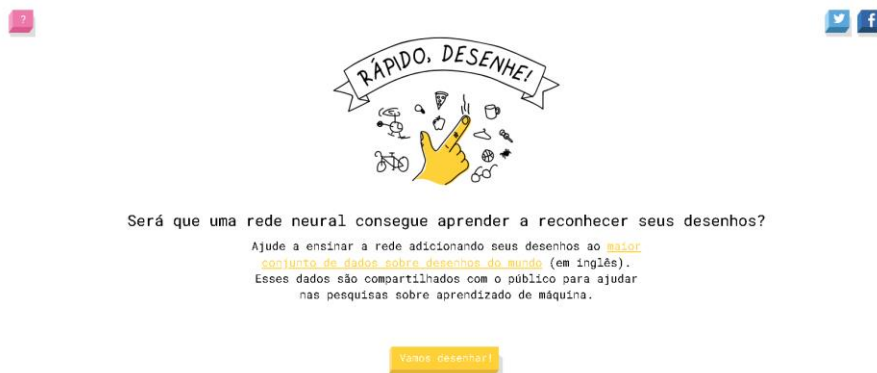 ?
f
RÁPIDO, DESENHE!
Será que uma rede neural consegue aprender a reconhecer seus desenhos?
Ajude a ensinar a rede adicionando seus desenhos ao maior
conjunto de dados sobre desenhos do mundo (em inglês).
Esses dados são compartilhados com o público para ajudar
nas pesquisas sobre aprendizado de máquina.
Vamos desenhar!